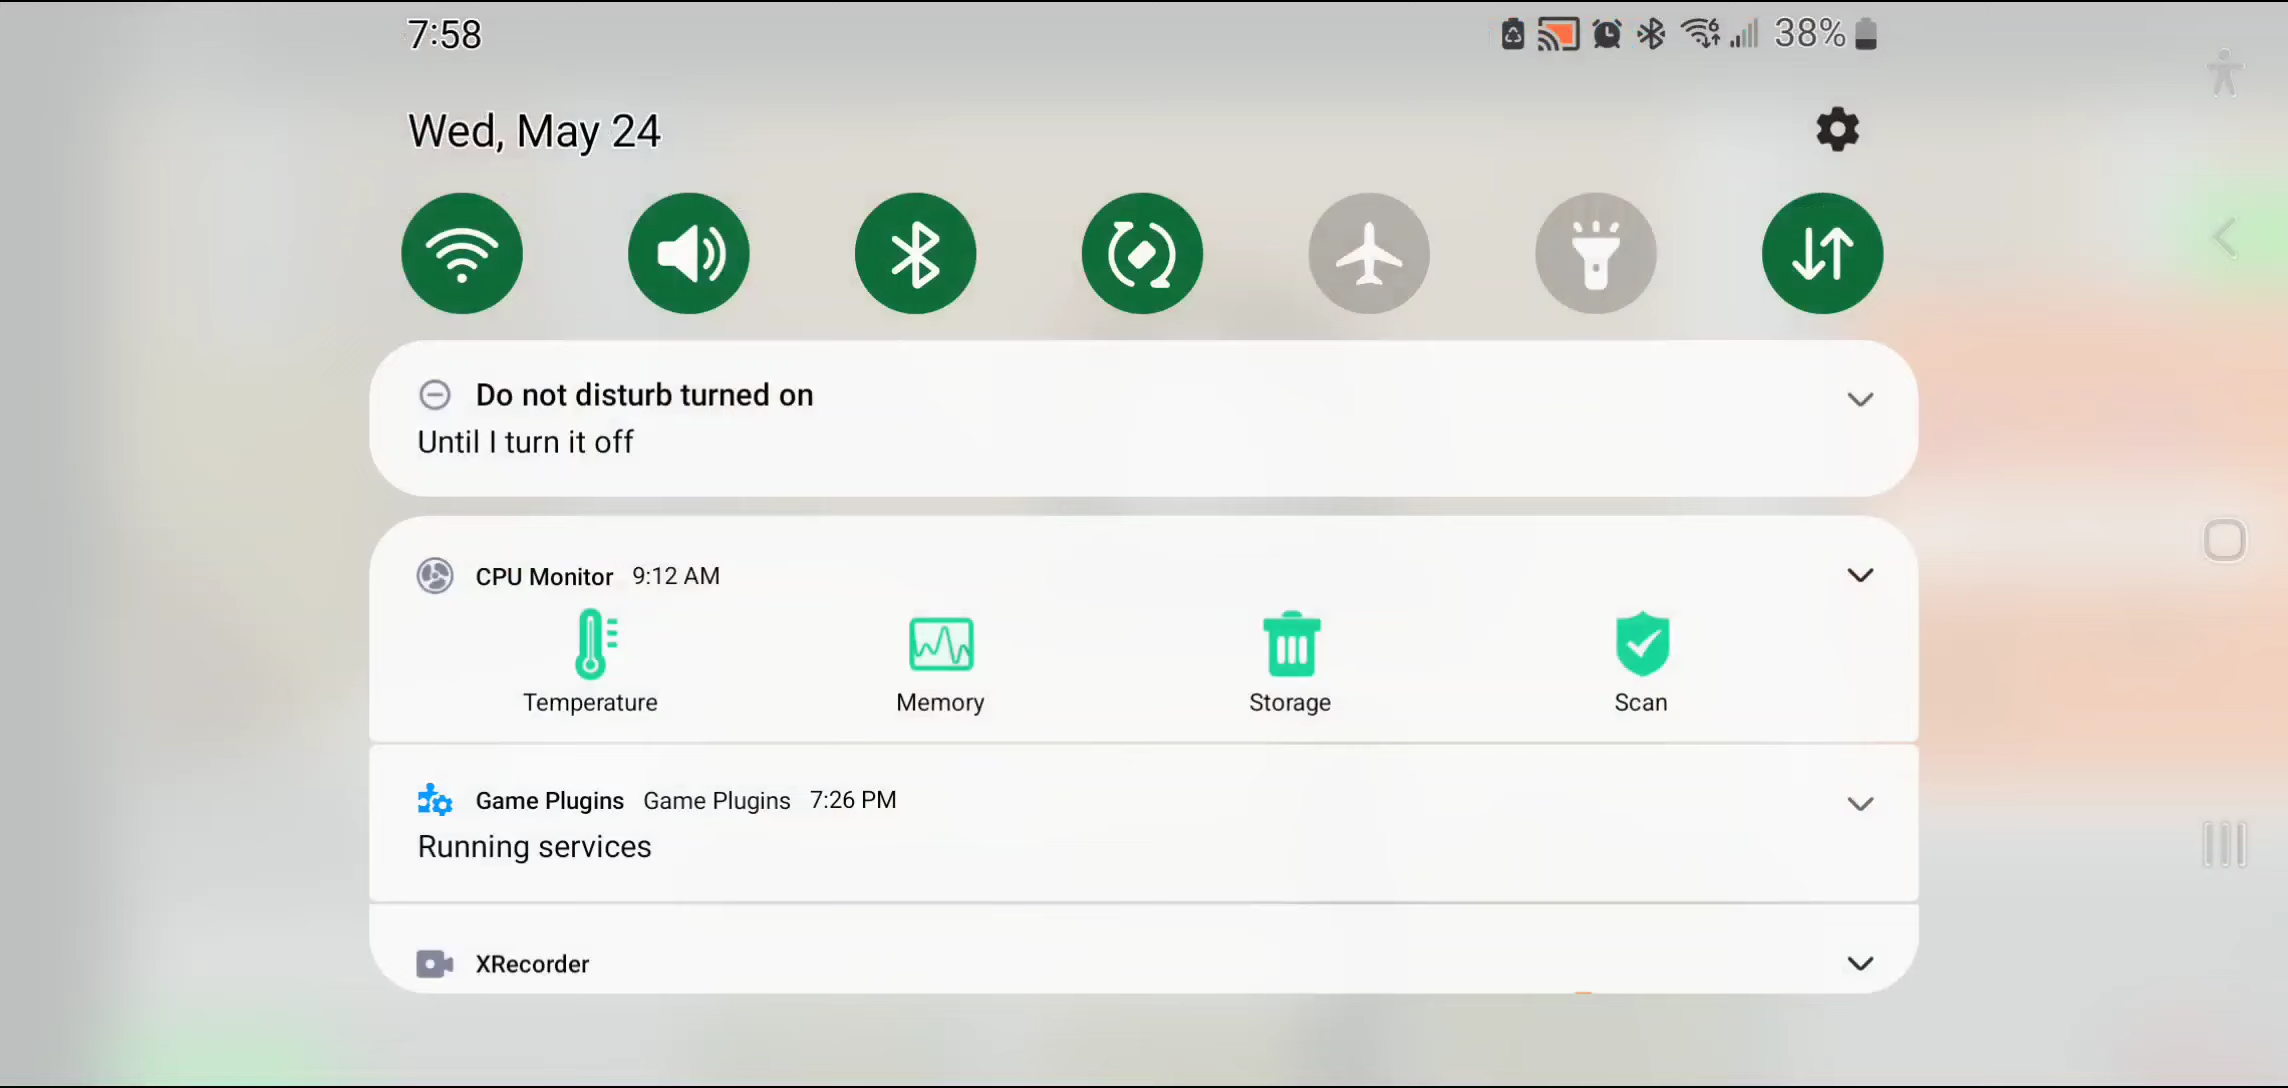 7:58
6
38%
Wed, May 24
Do not disturb turned on
Until I turn it off
CPU Monitor 9:12 AM
Temperature
Memory
Storage
Scan
Game Plugins Game Plugins 7:26 PM
Running services
XRecorder